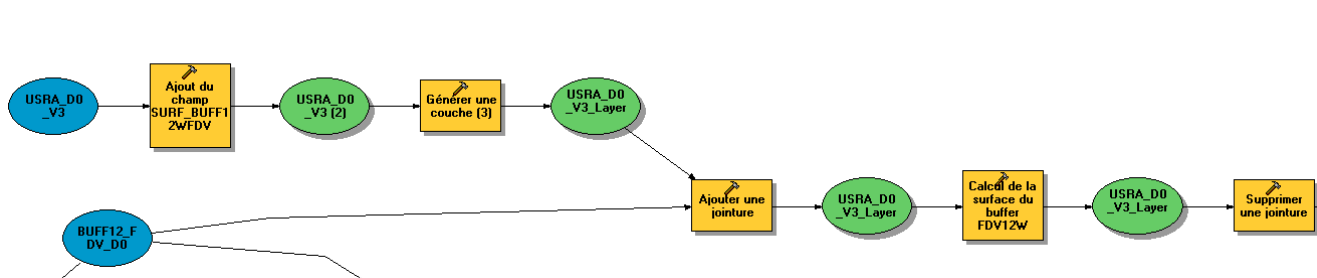 USRA_D0
_V3
Ajout du
champ
SURF_BUFF1
2WFDV
USRA_D0
_V3 (2)
Générer une
couche (3)
USRA_D0
_V3_Layer
BUFF12_F
DV_D0
Ajouter une
jointure
USRA_D0
_V3_Layer
Calcul de la
surface du
buffer
FDV12W
USRA_D0
_V3_Layer
Supprimer
une jointure